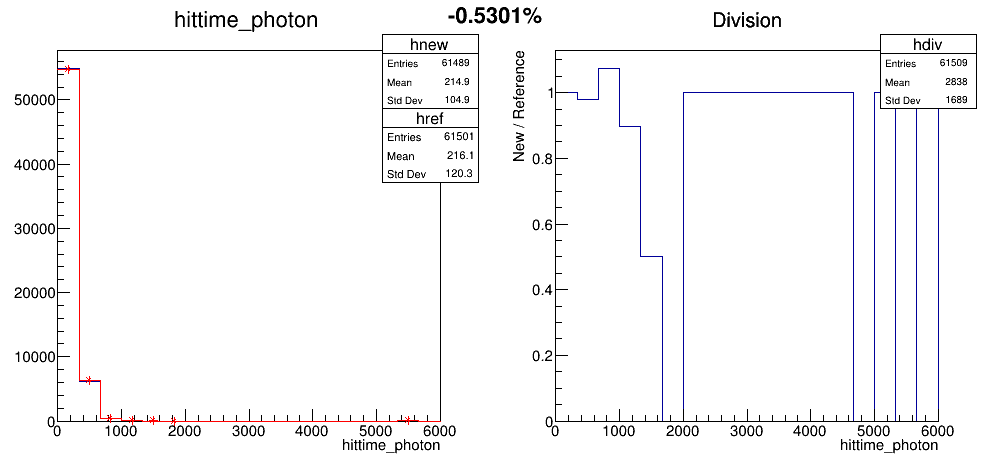 -0.5301%
hittime_photon
hnew
Entries 61489
Mean 214.9
Std Dev 104.9
href
Entries 61501
Mean 216.1
Std Dev 120.3
50000
40000
30000
20000
10000
0
0 1000 2000 3000 4000 5000 6000
hittime_photon
Division
hdiv
Entries 61509
Mean 2838
Std Dev 1689
New / Reference
1
0.8
0.6
0.4
0.2
0
0 1000 2000 3000 4000 5000 6000
hittime_photon